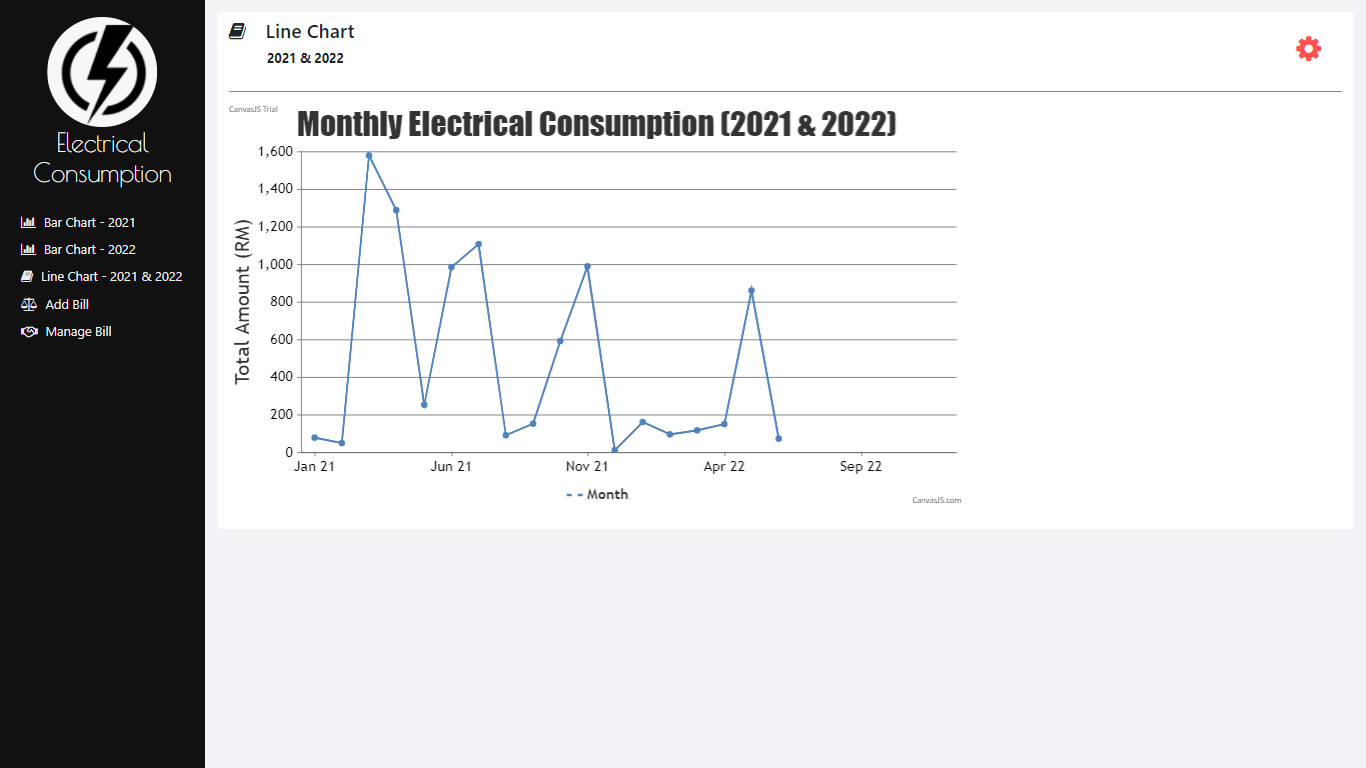 Electrical
Consumption
Bar Chart - 2021
Bar Chart - 2022
Line Chart - 2021 & 2022
Add Bill
Manage Bill
Line Chart
2021 & 2022
CanvasJS Trial
Monthly Electrical Consumption (2021 & 2022)
Total Amount (RM)
1,600
1,400
1,200
1,000
800
600
400
200
0
Jan 21 Jun 21 Nov 21 Apr 22 Sep 22
Month
CanvasJS.com